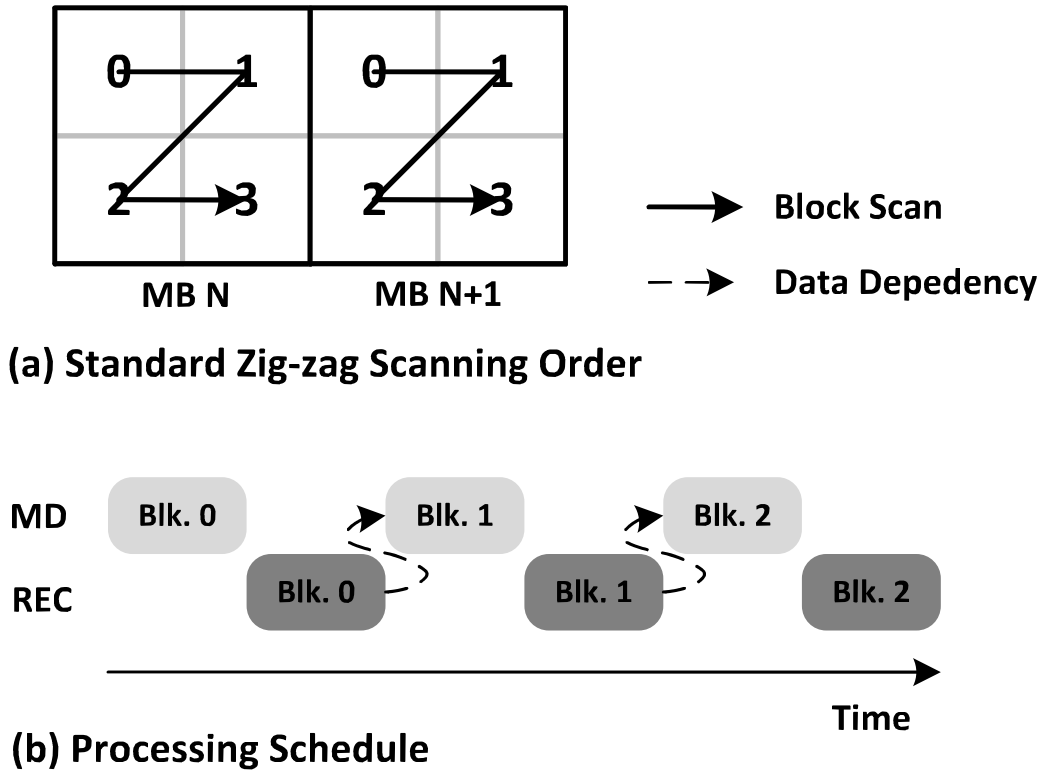 0 1 0 1
2 3 2 3
MB N MB N+1
Block Scan
Data Depedency
(a) Standard Zig-zag Scanning Order
MD Blk. 0 Blk. 1 Blk. 2
REC Blk. 0 Blk. 1 Blk. 2
Time
(b) Processing Schedule